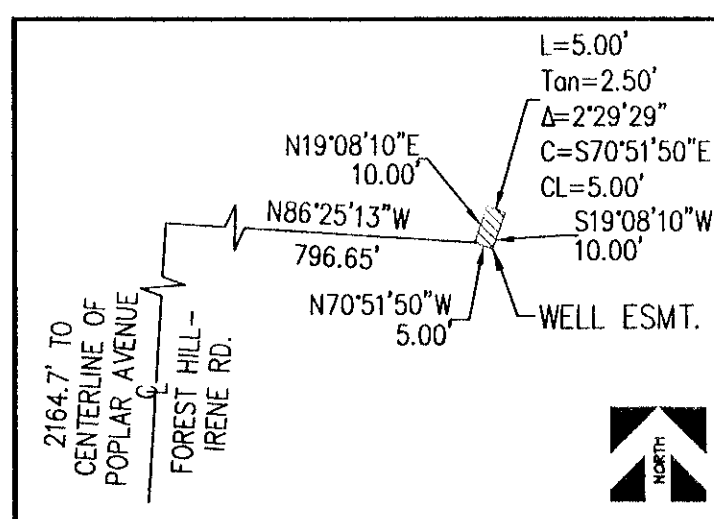 L=5.00'
Tan=2.50'
Δ=2°29'29"
C=S70°51'50"E
CL=5.00'
N19°08'10"E
10.00'
S19°08'10"W
10.00'
N86°25'13"W
796.65'
N70°51'50"W
5.00'
WELL ESMT.
2164.7' TO
CENTERLINE OF
POPLAR AVENUE
CL
FOREST HILL-
IRENE RD.
NORTH